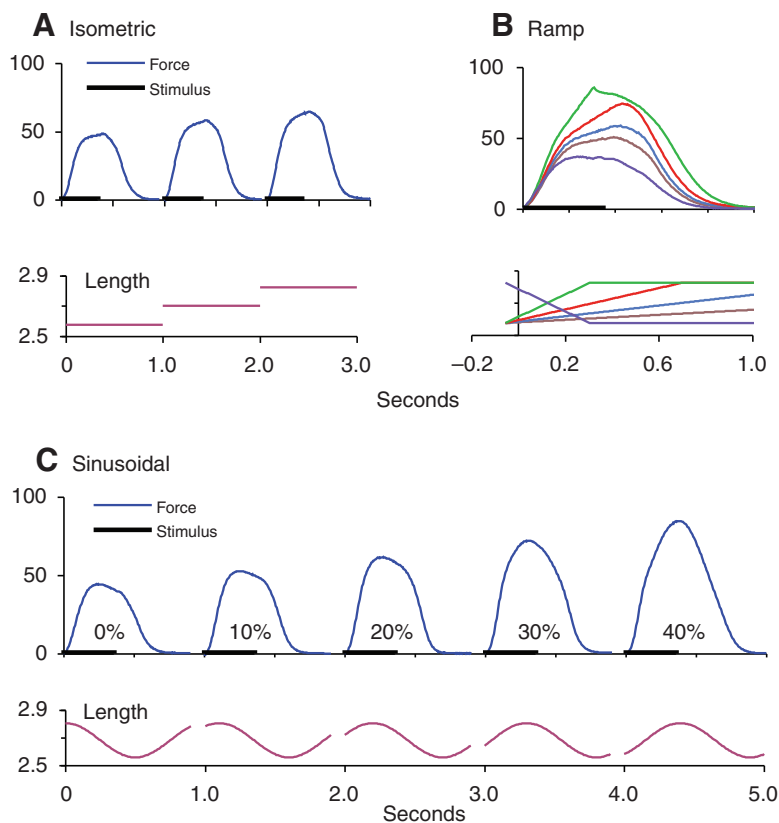 A Isometric
100
50
0
Force
Stimulus
2.9
2.5
Length
0 1.0 2.0 3.0
B Ramp
100
50
0
–0.2 0.2 0.6 1.0
Seconds
C Sinusoidal
100
50
0
Force
Stimulus
0% 10% 20% 30% 40%
2.9
2.5
Length
0 1.0 2.0 3.0 4.0 5.0
Seconds